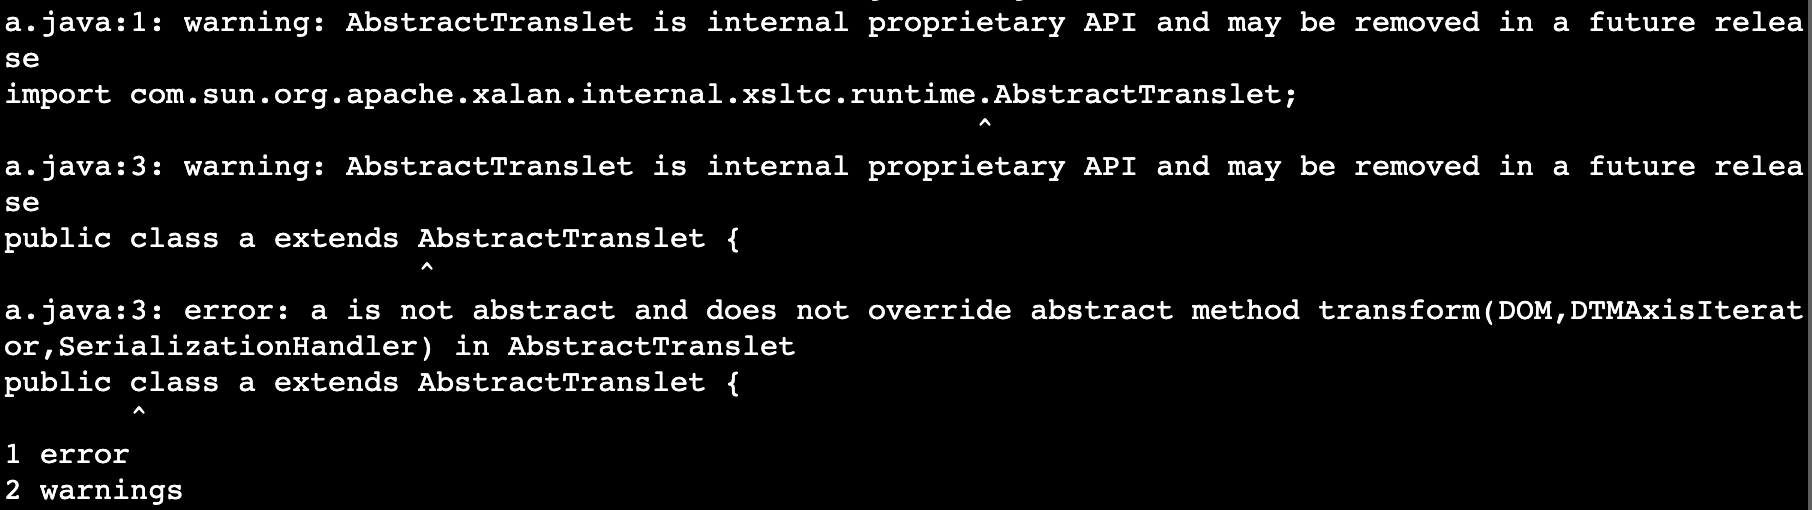 a.java:1: warning: AbstractTranslet is internal proprietary API and may be removed in a future relea
se
import com.sun.org.apache.xalan.internal.xsltc.runtime.AbstractTranslet;
                                                      ^
a.java:3: warning: AbstractTranslet is internal proprietary API and may be removed in a future relea
se
public class a extends AbstractTranslet {
                       ^
a.java:3: error: a is not abstract and does not override abstract method transform(DOM,DTMAxisIterat
or,SerializationHandler) in AbstractTranslet
public class a extends AbstractTranslet {
       ^
1 error
2 warnings